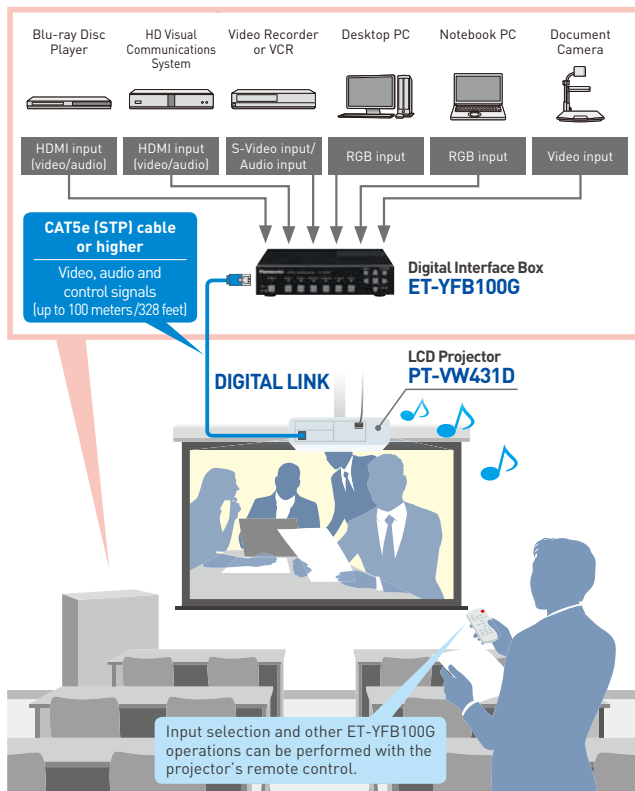 Blu-ray Disc
Player
HD Visual
Communications
System
Video Recorder
or VCR
Desktop PC
Notebook PC
Document
Camera
HDMI input
(video/audio)
HDMI input
(video/audio)
S-Video input/
Audio input
RGB input
RGB input
Video input
CAT5e (STP) cable
or higher
Video, audio and
control signals
(up to 100 meters/328 feet)
Panasonic
Digital Interface Box
ET-YFB100G
DIGITAL LINK
LCD Projector
PT-VW431D
Input selection and other ET-YFB100G
operations can be performed with the
projector’s remote control.